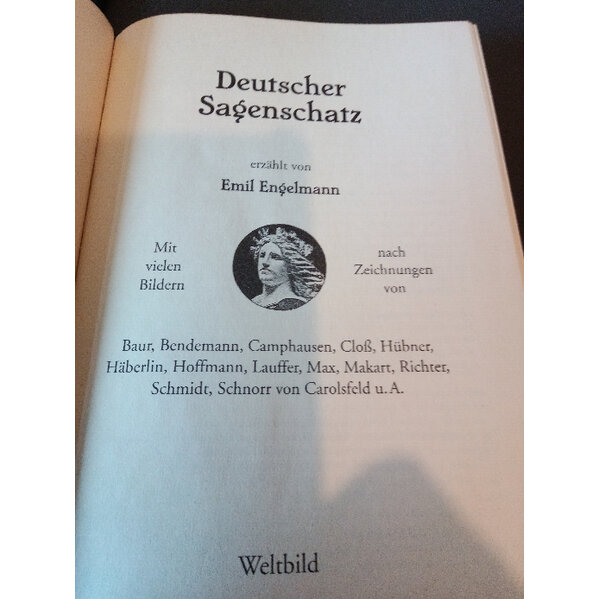 Deutscher
Sagenschatz
erzählt von
Emil Engelmann
Mit
vielen
Bildern
nach
Zeichnungen
von
Baur, Bendemann, Camphausen, Cloß, Hübner,
Häberlin, Hoffmann, Lauffer, Max, Makart, Richter,
Schmidt, Schnorr von Carolsfeld u. A.
Weltbild